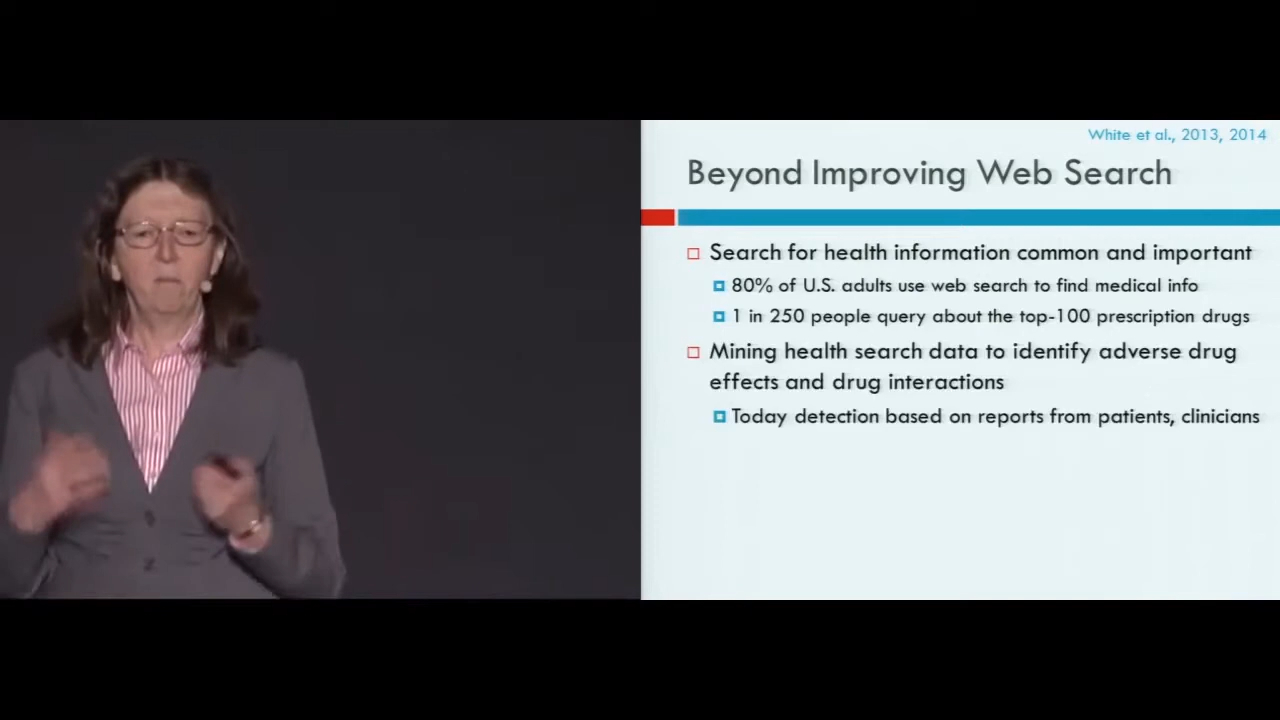 White et al., 2013, 2014
Beyond Improving Web Search
Search for health information common and important
80% of U.S. adults use web search to find medical info
1 in 250 people query about the top-100 prescription drugs
Mining health search data to identify adverse drug
effects and drug interactions
Today detection based on reports from patients, clinicians